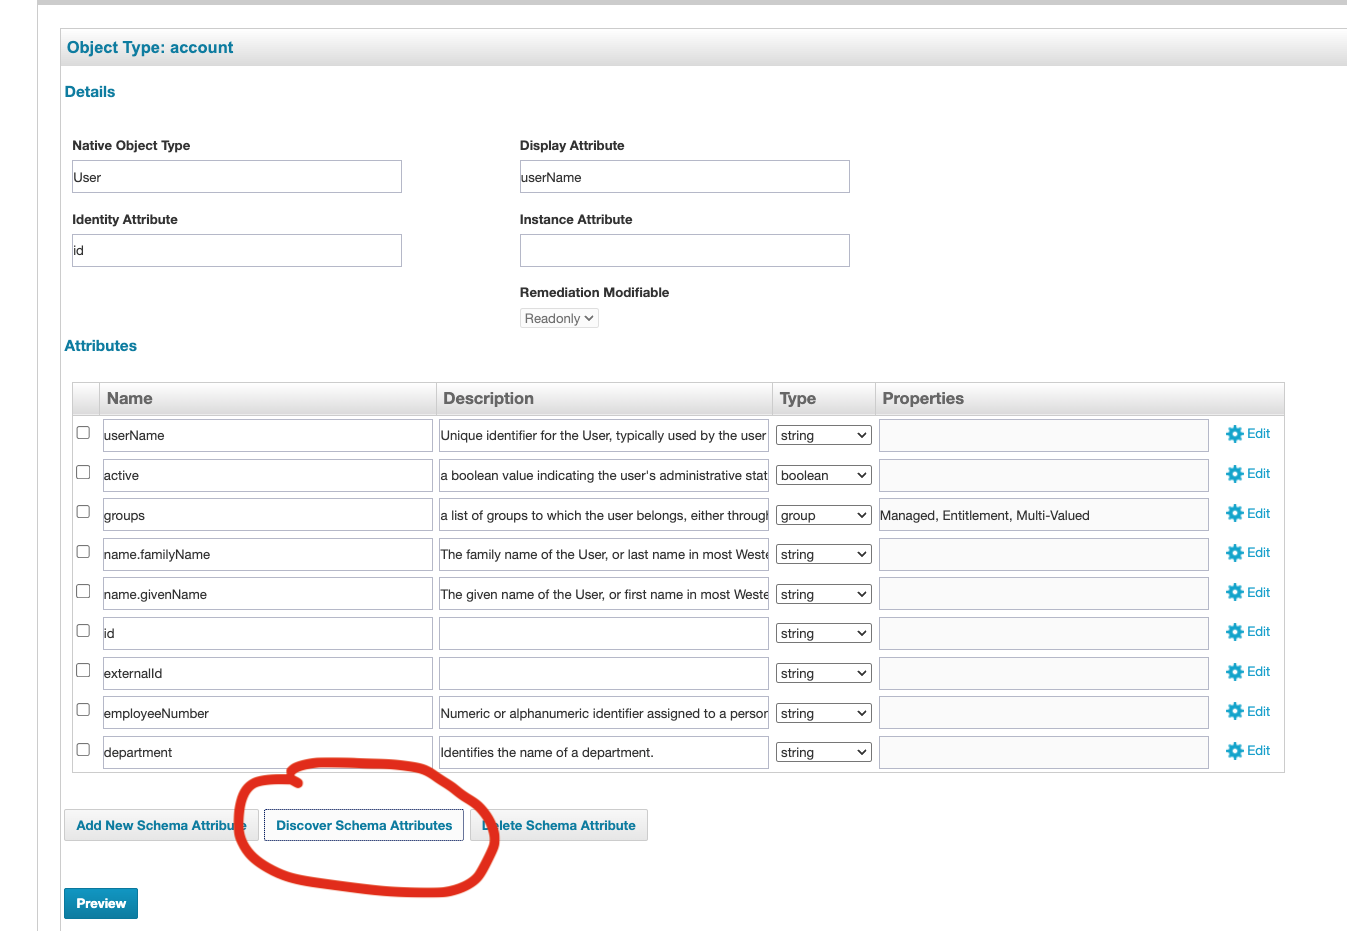 Object Type: account
Details
Native Object Type
Display Attribute
User
userName
Identity Attribute
Instance Attribute
id
Remediation Modifiable
Readonly
Attributes
Name Description Type Properties
userName Unique identifier for the User, typically used by the user string Edit
active a boolean value indicating the user's administrative stat boolean Edit
groups a list of groups to which the user belongs, either through group Managed, Entitlement, Multi-Valued Edit
name.familyName The family name of the User, or last name in most Weste string Edit
name.givenName The given name of the User, or first name in most Weste string Edit
id string Edit
externalId string Edit
employeeNumber Numeric or alphanumeric identifier assigned to a person string Edit
department Identifies the name of a department. string Edit
Add New Schema Attribute Discover Schema Attributes Delete Schema Attribute
Preview